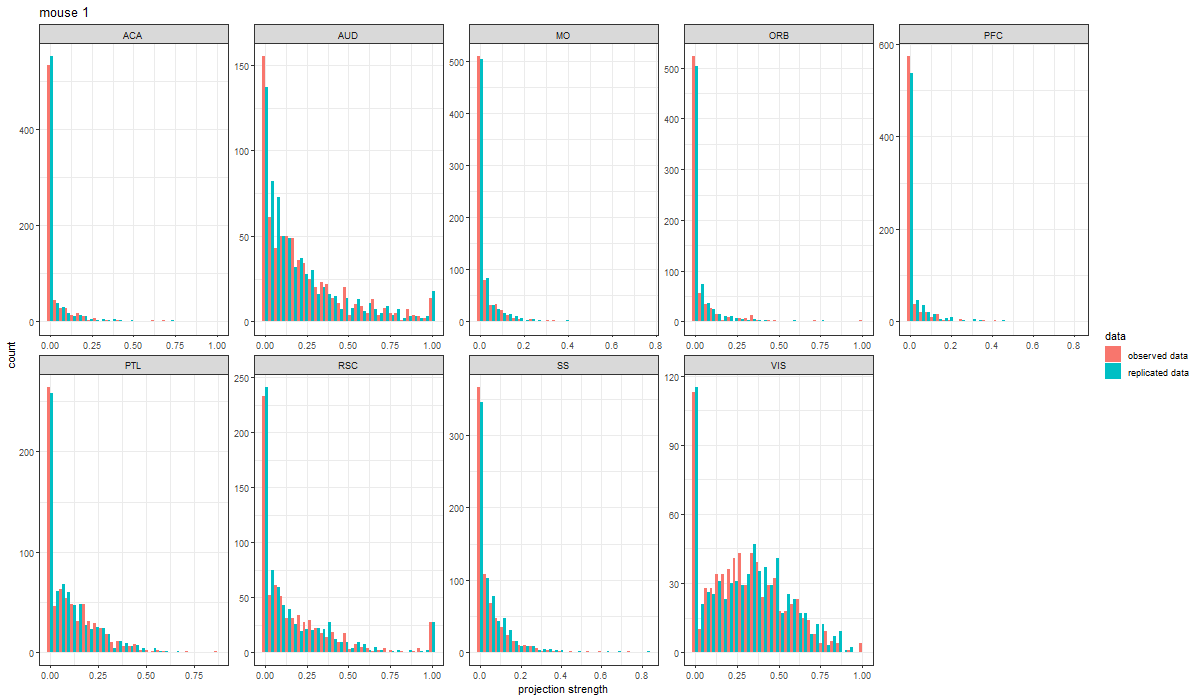 mouse 1
ACA AUD MO ORB PFC
0 200 400
0 50 100 150
0 100 200 300 400 500
0 100 200 300 400 500
0 200 400 600
0.00 0.25 0.50 0.75 1.00
0.00 0.25 0.50 0.75 1.00
0.0 0.2 0.4 0.6 0.8
0.00 0.25 0.50 0.75 1.00
0.0 0.2 0.4 0.6 0.8
count
PTL RSC SS VIS
0 100 200
0 50 100 150 200 250
0 100 200 300
0 30 60 90 120
0.00 0.25 0.50 0.75
0.00 0.25 0.50 0.75 1.00
0.0 0.2 0.4 0.6 0.8
0.00 0.25 0.50 0.75 1.00
projection strength
data
observed data
replicated data